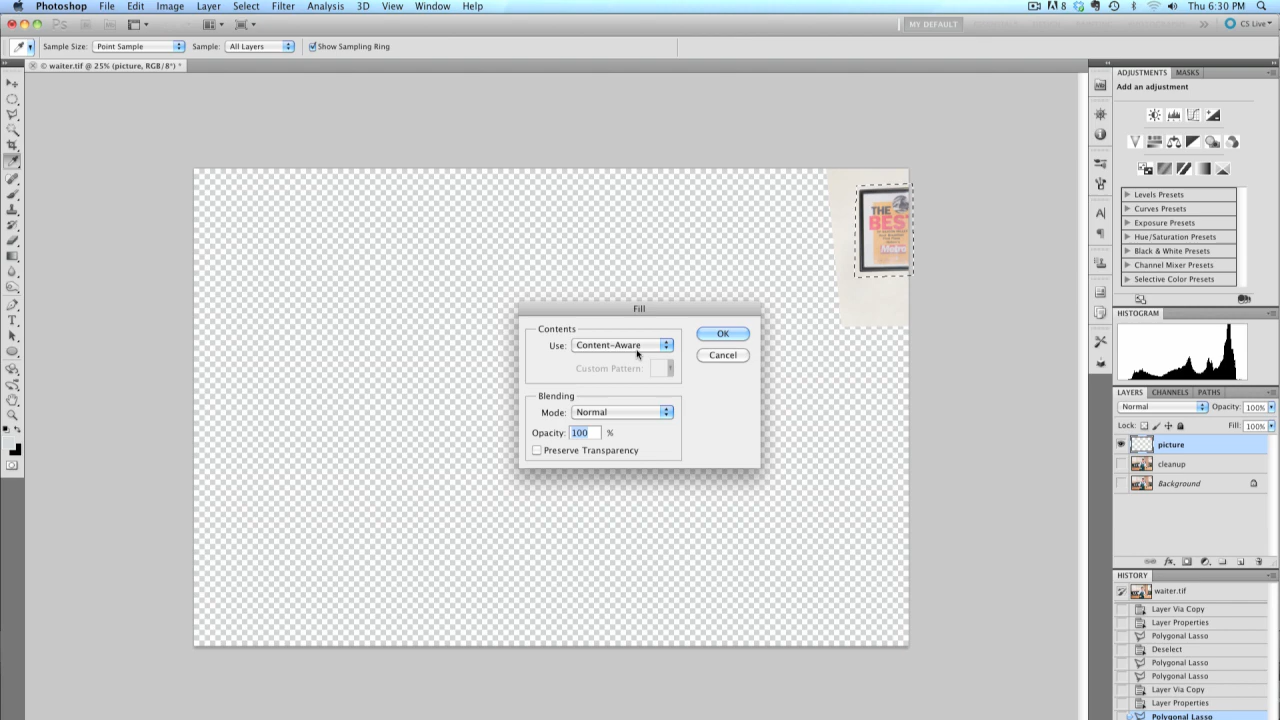 Photoshop File Edit Image Layer Select Filter Analysis 3D View Window Help 8 Thu 6:30 PM
Ps MY DEFAULT CS Live
Sample Size: Point Sample Sample: All Layers Show Sampling Ring
© waiter.tif @ 25% (picture, RGB/8*) *
ADJUSTMENTS MASKS
Add an adjustment
Levels Presets
Curves Presets
Exposure Presets
Hue/Saturation Presets
Black & White Presets
Channel Mixer Presets
Selective Color Presets
THE
BEST
Fill
Contents
Use: Content-Aware
Custom Pattern:
OK
Cancel
Blending
Mode: Normal
Opacity: 100 %
Preserve Transparency
HISTOGRAM
LAYERS CHANNELS PATHS
Normal Opacity: 100%
Lock: Fill: 100%
picture
cleanup
Background
HISTORY
waiter.tif
Layer Via Copy
Layer Properties
Polygonal Lasso
Deselect
Polygonal Lasso
Polygonal Lasso
Layer Via Copy
Layer Properties
Polygonal Lasso